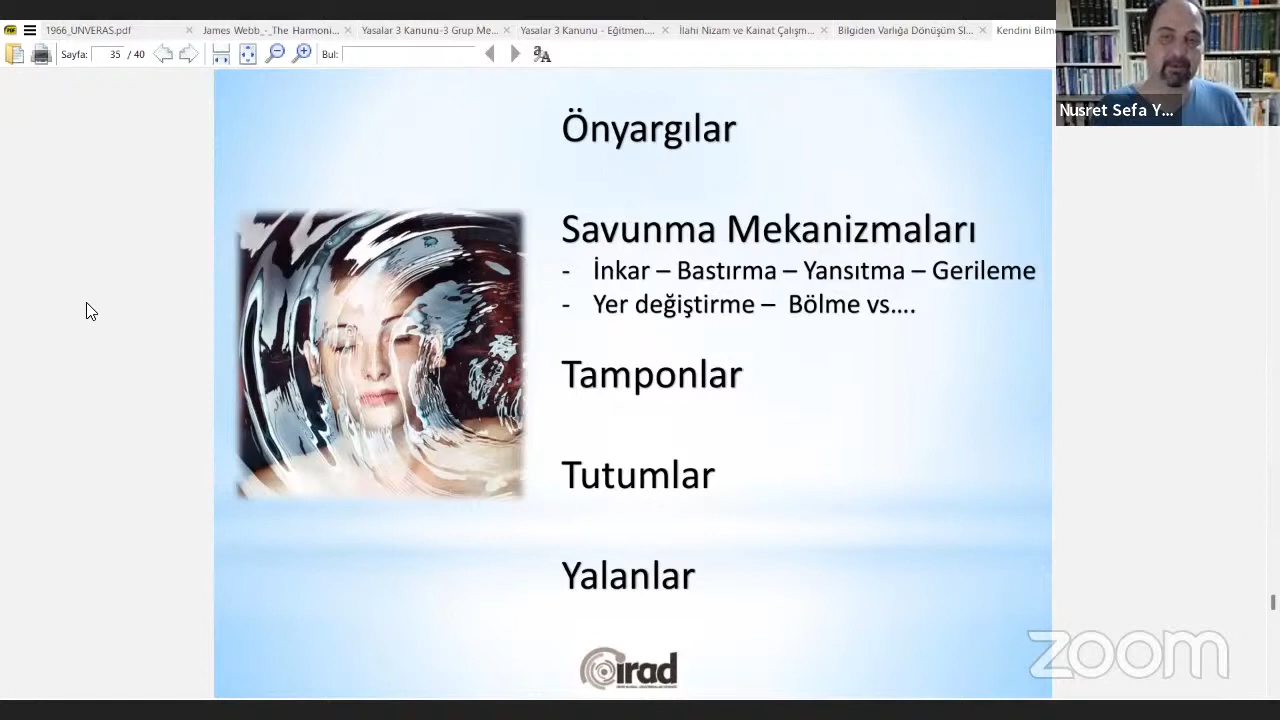 1966_UNVERAS.pdf
James Webb_-_The Harmoni...
Yasalar 3 Kanunu-3 Grup Me...
Yasalar 3 Kanunu - Eğitmen....
İlahi Nizam ve Kainat Çalışm...
Bilgiden Varlığa Dönüşüm Sl...
Kendini Bilm
Sayfa: 35 / 40
Bul:
Nusret Sefa Y...
Önyargılar
Savunma Mekanizmaları
- İnkar – Bastırma – Yansıtma – Gerileme
- Yer değiştirme – Bölme vs....
Tamponlar
Tutumlar
Yalanlar
irad
zoom